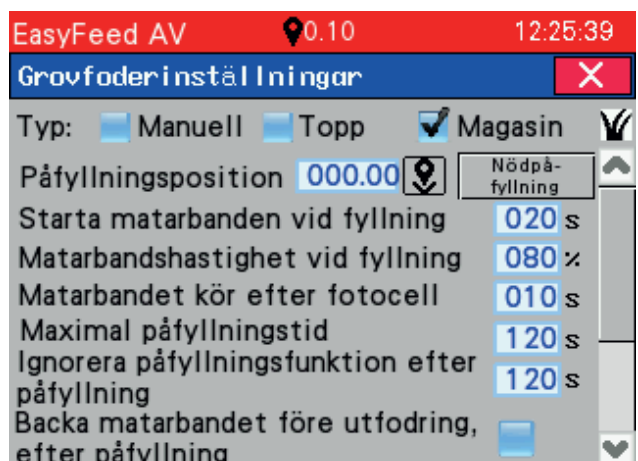 EasyFeed AV 0.10 12:25:39
Grovfoderinställningar X
Typ: Manuell Topp Magasin
Påfyllningsposition 000.00 Nödpå-
fyllning
Starta matarbanden vid fyllning 020 s
Matarbandshastighet vid fyllning 080 %
Matarbandet kör efter fotocell 010 s
Maximal påfyllningstid 120 s
Ignorera påfyllningsfunktion efter
påfyllning 120 s
Backa matarbandet före utfodring,
efter påfyllning